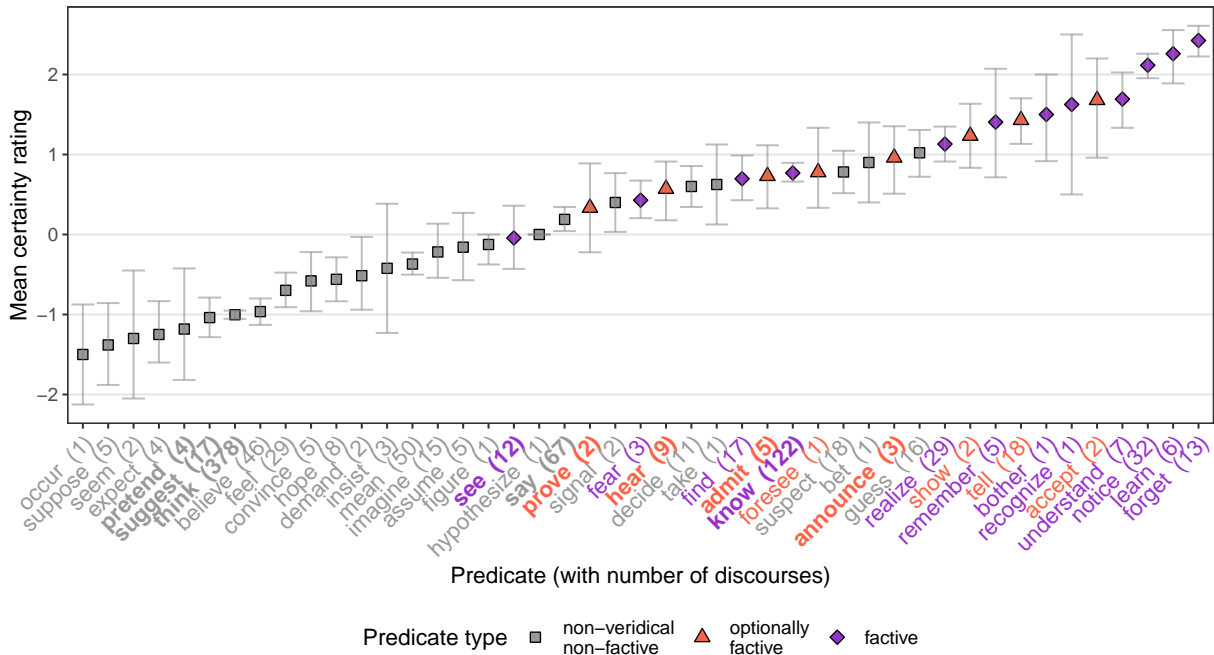 Mean certainty rating
2
1
0
−1
−2
occur (1)
suppose (5)
seem (2)
expect (4)
pretend (4)
suggest (17)
think (378)
believe (46)
feel (29)
convince (5)
hope (8)
demand (2)
insist (3)
mean (50)
imagine (15)
assume (5)
figure (1)
see (12)
hypothesize (1)
say (67)
prove (2)
signal (2)
fear (3)
hear (9)
decide (11)
take (1)
find (17)
admit (5)
know (122)
foresee (1)
suspect (18)
bet (1)
announce (3)
guess (16)
realize (29)
show (2)
remember (5)
tell (18)
bother (1)
recognize (1)
accept (2)
understand (7)
notice (32)
learn (6)
forget (13)
Predicate (with number of discourses)
Predicate type
non−veridical
non−factive
optionally
factive
factive